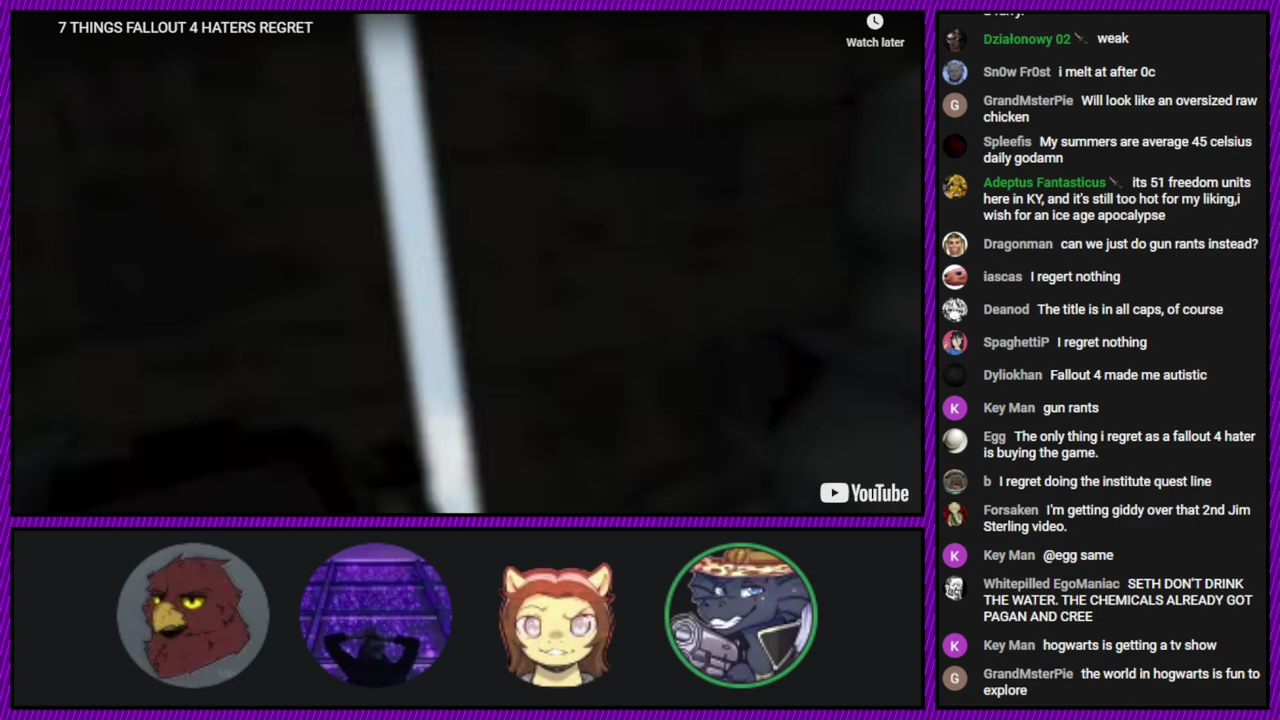 7 THINGS FALLOUT 4 HATERS REGRET
Watch later
YouTube
Działonowy 02 weak
Sn0w Fr0st i melt at after 0c
G
GrandMsterPie Will look like an oversized raw
chicken
Spleefis My summers are average 45 celsius
daily godamn
Adeptus Fantasticus its 51 freedom units
here in KY, and it's still too hot for my liking,i
wish for an ice age apocalypse
Dragonman can we just do gun rants instead?
iascas I regert nothing
Deanod The title is in all caps, of course
SpaghettiP I regret nothing
Dyliokhan Fallout 4 made me autistic
K
Key Man gun rants
Egg The only thing i regret as a fallout 4 hater
is buying the game.
b I regret doing the institute quest line
Forsaken I'm getting giddy over that 2nd Jim
Sterling video.
K
Key Man @egg same
Whitepilled EgoManiac SETH DON'T DRINK
THE WATER. THE CHEMICALS ALREADY GOT
PAGAN AND CREE
K
Key Man hogwarts is getting a tv show
G
GrandMsterPie the world in hogwarts is fun to
explore